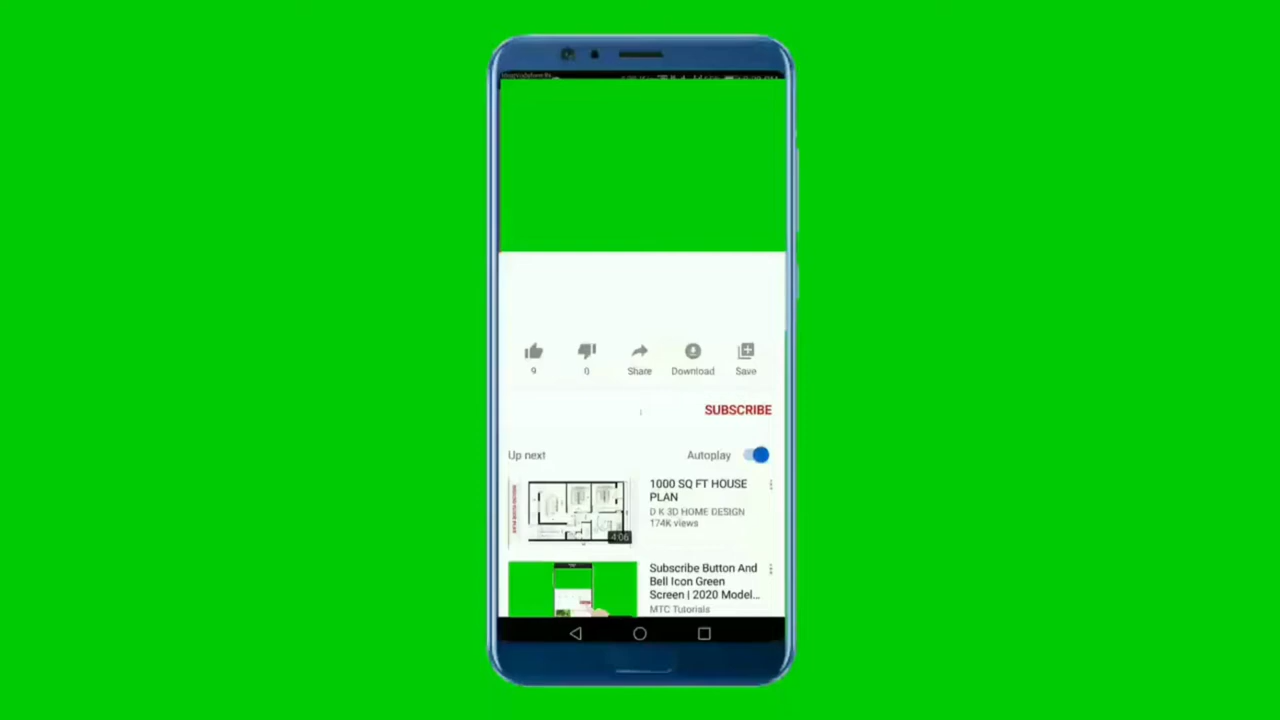 9
0
Share
Download
Save
SUBSCRIBE
Up next
Autoplay
1000 SQ FT HOUSE
PLAN
D K 3D HOME DESIGN
174K views
4:06
Subscribe Button And
Bell Icon Green
Screen | 2020 Model...
MTC Tutorials